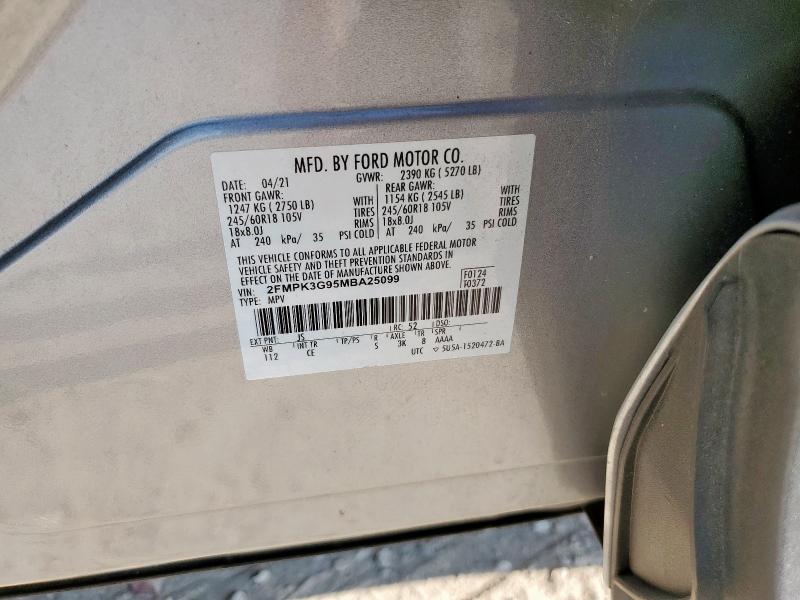 MFD. BY FORD MOTOR CO.
DATE: 04/21 GVWR: 2390 KG ( 5270 LB)
FRONT GAWR: REAR GAWR:
1247 KG ( 2750 LB) WITH 1154 KG ( 2545 LB) WITH
245/60R18 105V TIRES 245/60R18 105V TIRES
18x8.0J RIMS 18x8.0J RIMS
AT 240 kPa/ 35 PSI COLD AT 240 kPa/ 35 PSI COLD
THIS VEHICLE CONFORMS TO ALL APPLICABLE FEDERAL MOTOR
VEHICLE SAFETY AND THEFT PREVENTION STANDARDS IN
EFFECT ON THE DATE OF MANUFACTURE SHOWN ABOVE.
VIN: 2FMPK3G95MBA25099 F0124
TYPE: MPV T0372
EXT PNT: JS RC: 52 DSO:
WB INT TR TP/PS R AXLE TR SPR
112 CE S 3K 8 AAAA
UTC 5U5A-1520472-BA